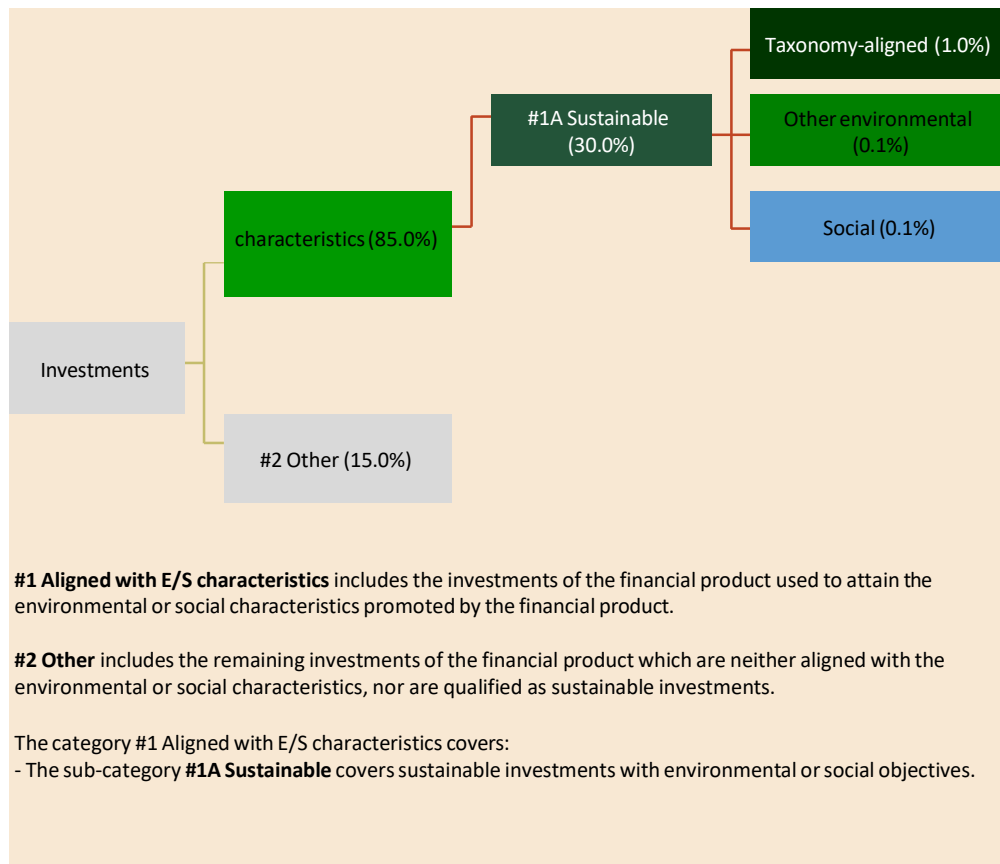 Taxonomy-aligned (1.0%)
#1A Sustainable
(30.0%)
Other environmental
(0.1%)
characteristics (85.0%)
Social (0.1%)
Investments
#2 Other (15.0%)
#1 Aligned with E/S characteristics includes the investments of the financial product used to attain the
environmental or social characteristics promoted by the financial product.
#2 Other includes the remaining investments of the financial product which are neither aligned with the
environmental or social characteristics, nor are qualified as sustainable investments.
The category #1 Aligned with E/S characteristics covers:
- The sub-category #1A Sustainable covers sustainable investments with environmental or social objectives.